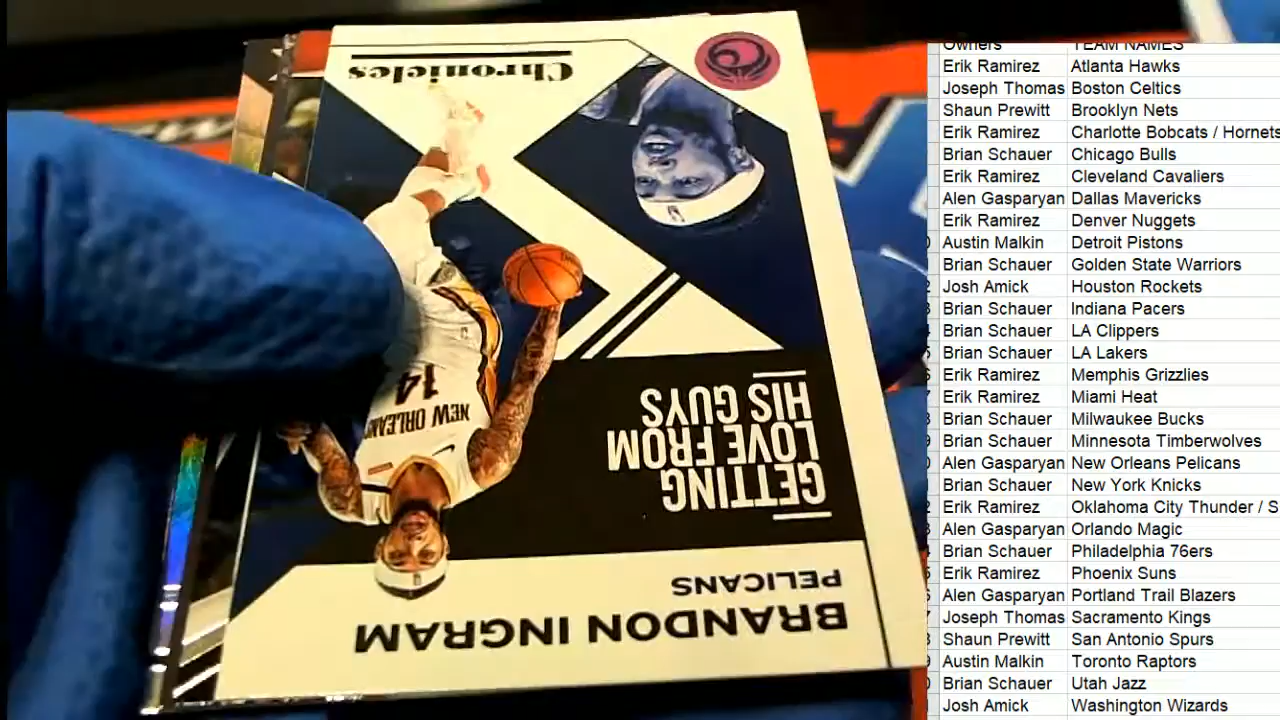 Chronicles
14
NEW ORLEANS
GETTING
LOVE FROM
HIS GUYS
PELICANS
BRANDON INGRAM
Owners TEAM NAMES
Erik Ramirez Atlanta Hawks
Joseph Thomas Boston Celtics
Shaun Prewitt Brooklyn Nets
Erik Ramirez Charlotte Bobcats / Hornets
Brian Schauer Chicago Bulls
Erik Ramirez Cleveland Cavaliers
Alen Gasparyan Dallas Mavericks
Erik Ramirez Denver Nuggets
Austin Malkin Detroit Pistons
Brian Schauer Golden State Warriors
Josh Amick Houston Rockets
Brian Schauer Indiana Pacers
Brian Schauer LA Clippers
Brian Schauer LA Lakers
Erik Ramirez Memphis Grizzlies
Erik Ramirez Miami Heat
Brian Schauer Milwaukee Bucks
Brian Schauer Minnesota Timberwolves
Alen Gasparyan New Orleans Pelicans
Brian Schauer New York Knicks
Erik Ramirez Oklahoma City Thunder / S
Alen Gasparyan Orlando Magic
Brian Schauer Philadelphia 76ers
Erik Ramirez Phoenix Suns
Alen Gasparyan Portland Trail Blazers
Joseph Thomas Sacramento Kings
Shaun Prewitt San Antonio Spurs
Austin Malkin Toronto Raptors
Brian Schauer Utah Jazz
Josh Amick Washington Wizards